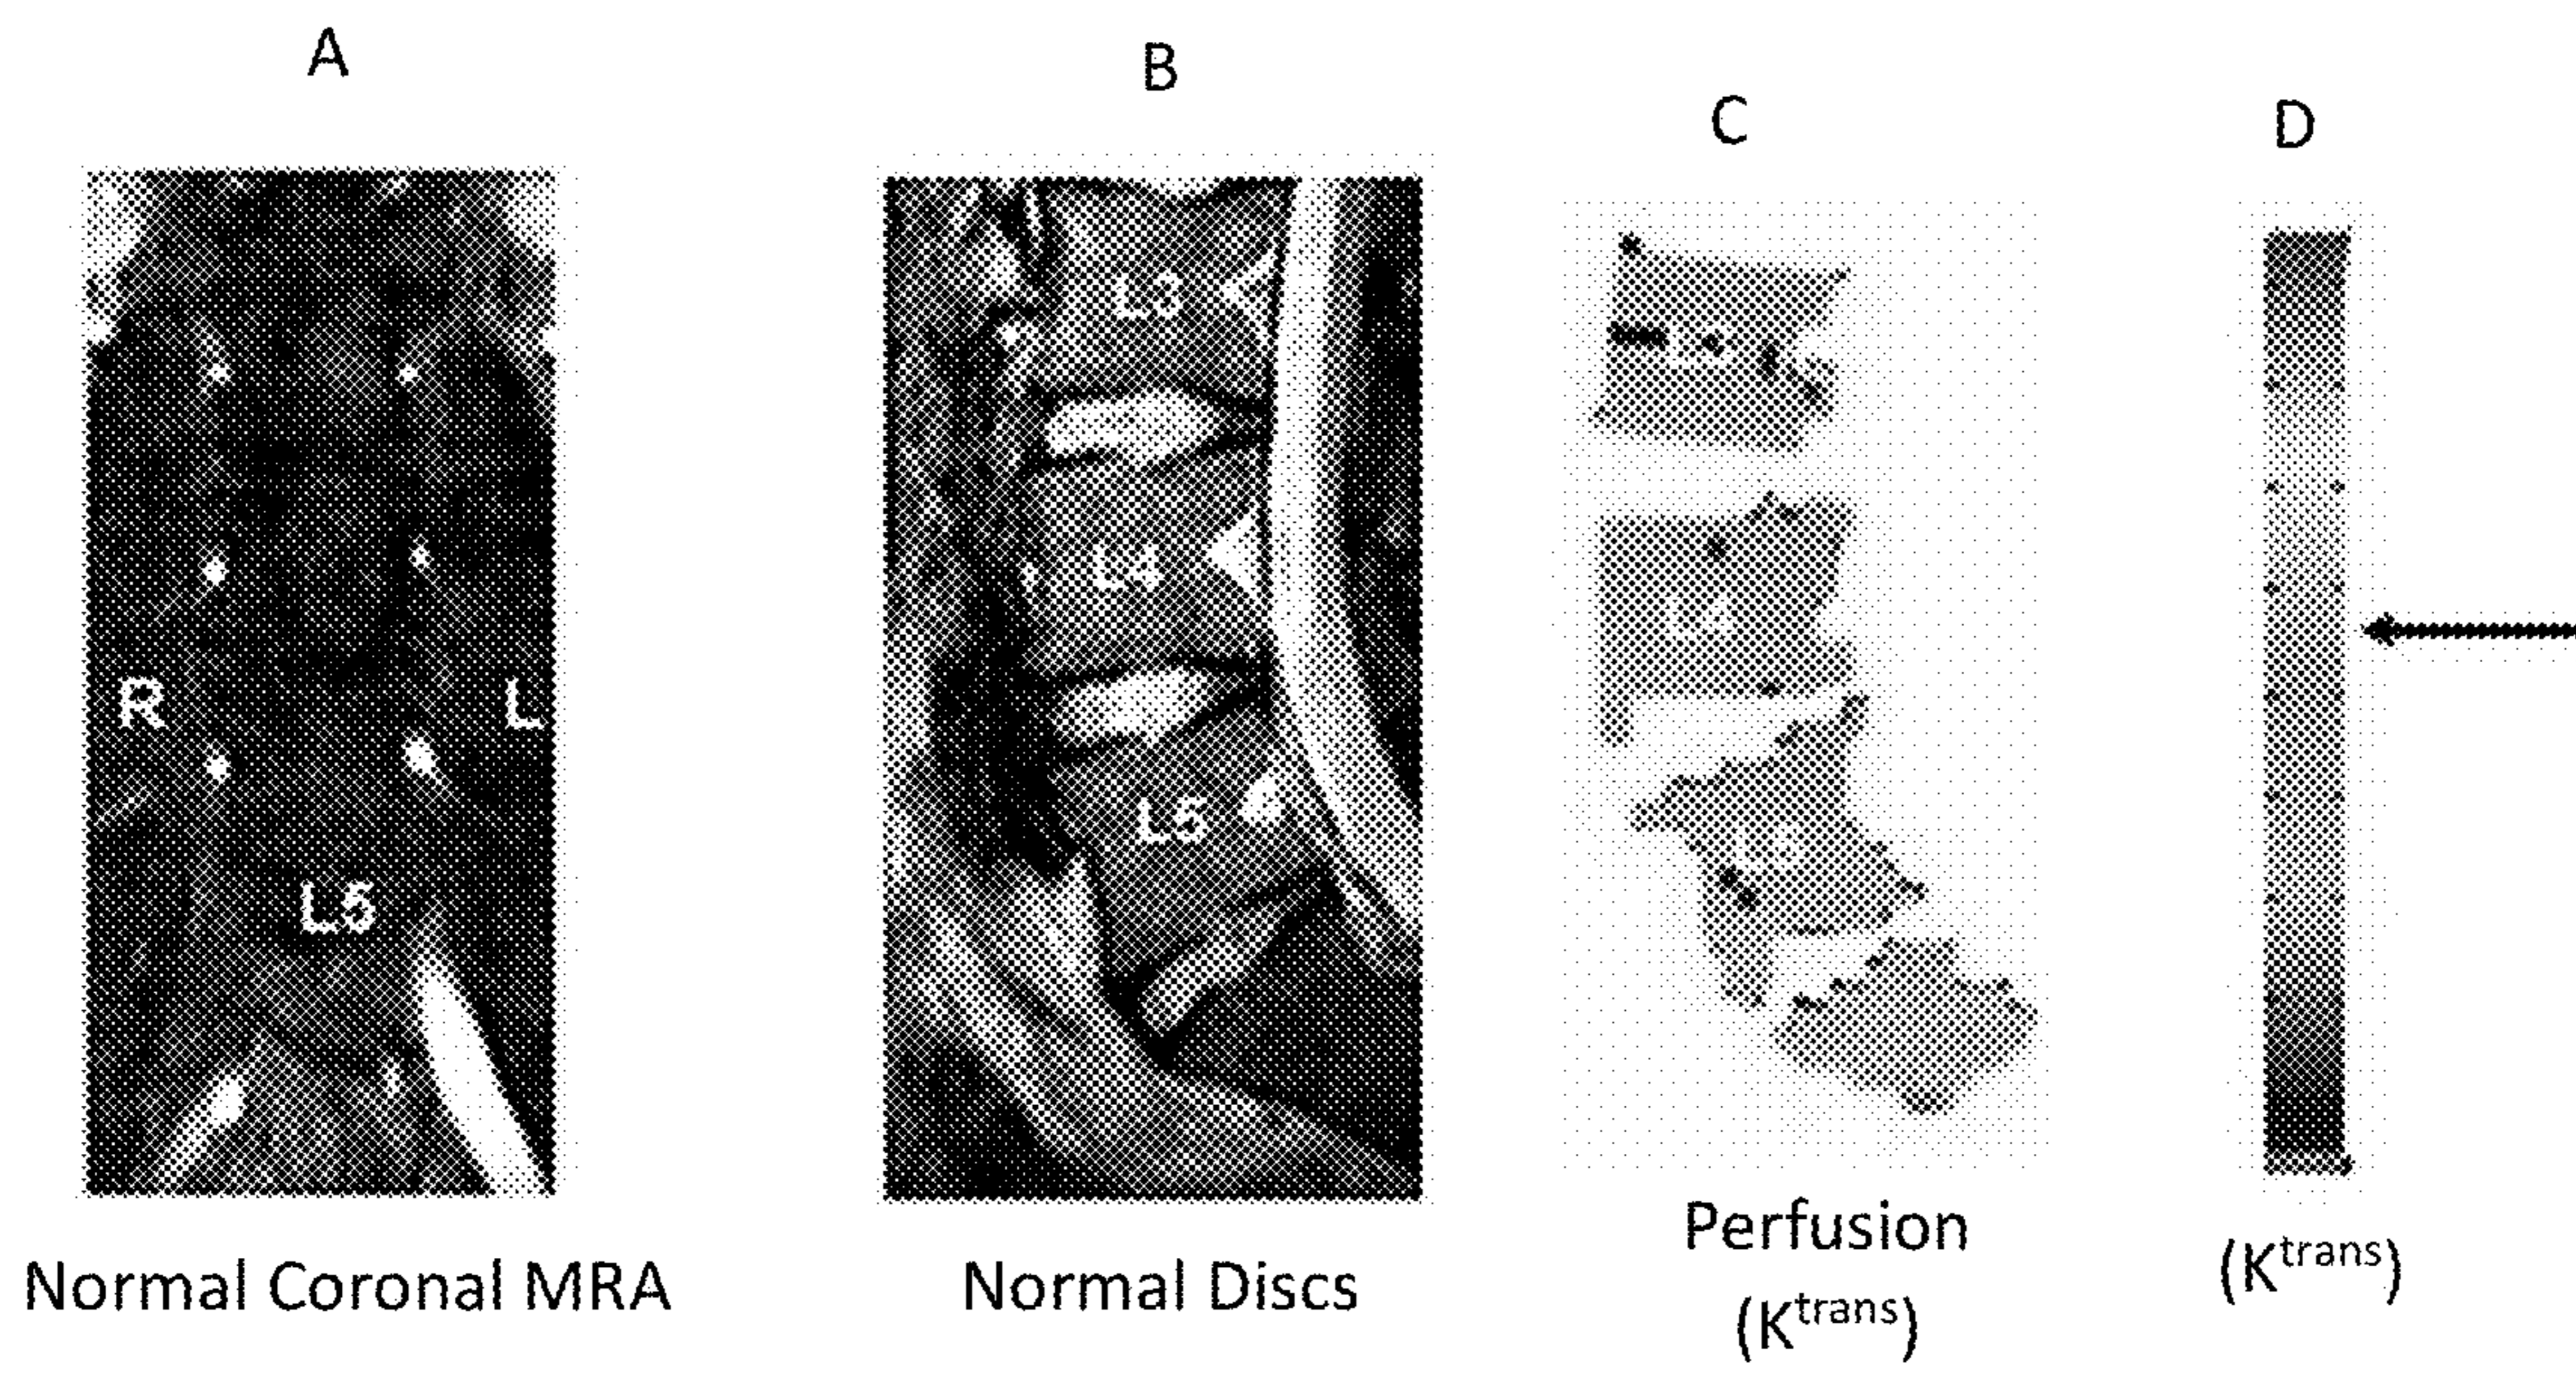 A
B
C
D
L3
L4
R
L
L5
L5
Perfusion
(Ktrans)
(Ktrans)
Normal Coronal MRA
Normal Discs